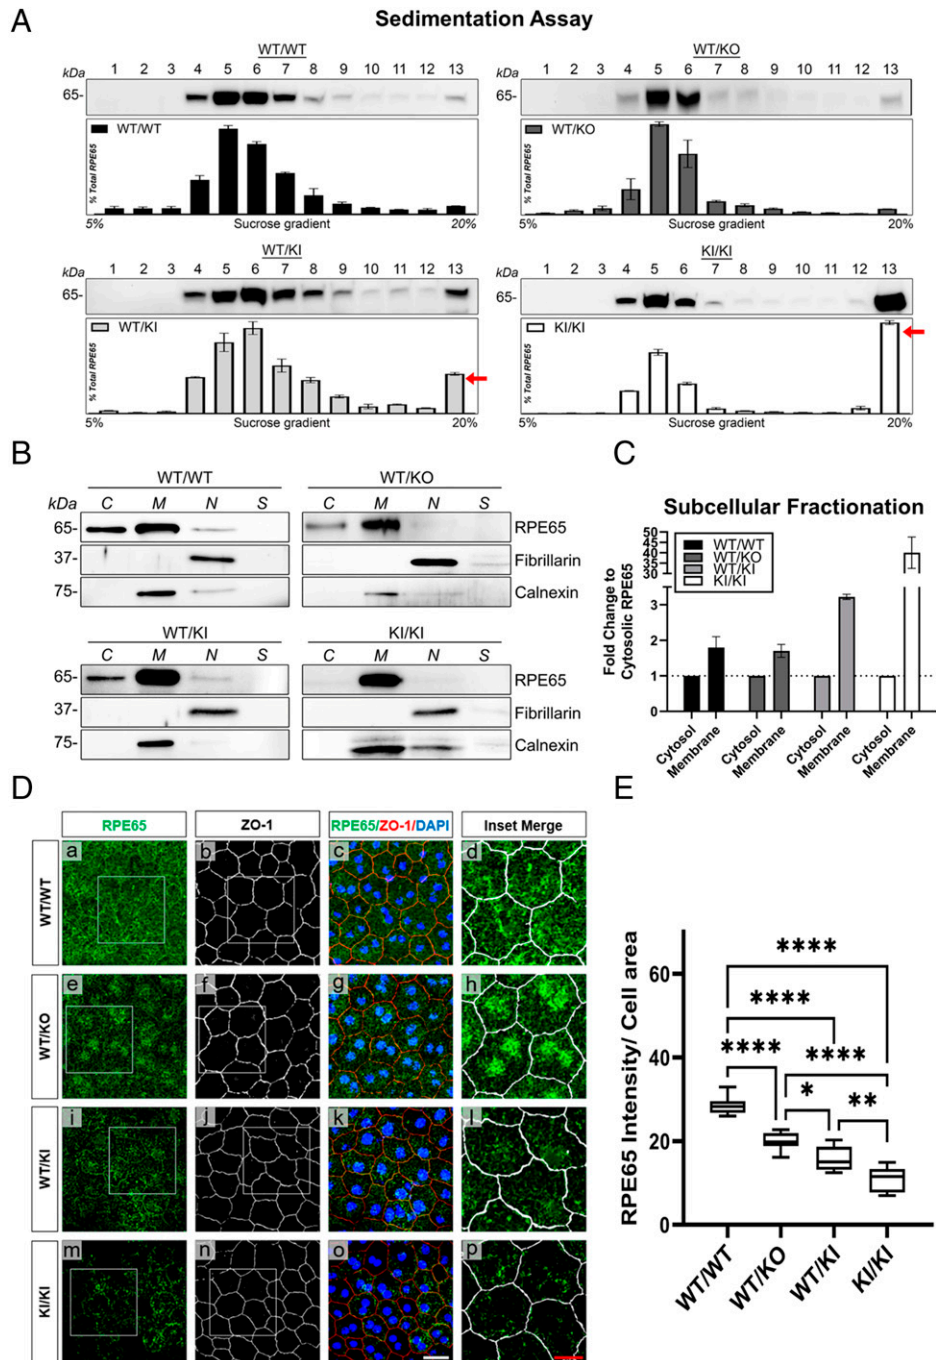 A
Sedimentation Assay
WT/WT
kDa 1 2 3 4 5 6 7 8 9 10 11 12 13
65-
WT/WT
% Total RPE65
5% Sucrose gradient 20%
WT/KO
kDa 1 2 3 4 5 6 7 8 9 10 11 12 13
65-
WT/KO
% Total RPE65
5% Sucrose gradient 20%
WT/KI
kDa 1 2 3 4 5 6 7 8 9 10 11 12 13
65-
WT/KI
% Total RPE65
5% Sucrose gradient 20%
KI/KI
kDa 1 2 3 4 5 6 7 8 9 10 11 12 13
65-
KI/KI
% Total RPE65
5% Sucrose gradient 20%
B
WT/WT WT/KO
kDa C M N S C M N S
65- RPE65
37- Fibrillarin
75- Calnexin
WT/KI KI/KI
C M N S C M N S
65- RPE65
37- Fibrillarin
75- Calnexin
C
Subcellular Fractionation
Fold Change to
Cytosolic RPE65
50
45
40
35
30
3
2
1
0
WT/WT
WT/KO
WT/KI
KI/KI
Cytosol Membrane Cytosol Membrane Cytosol Membrane Cytosol Membrane
D
RPE65 ZO-1 RPE65/ZO-1/DAPI Inset Merge
WT/WT a b c d
WT/KO e f g h
WT/KI i j k l
KI/KI m n o p
E
RPE65 Intensity/ Cell area
60
40
20
0
****
****
**** ****
* **
WT/WT WT/KO WT/KI KI/KI